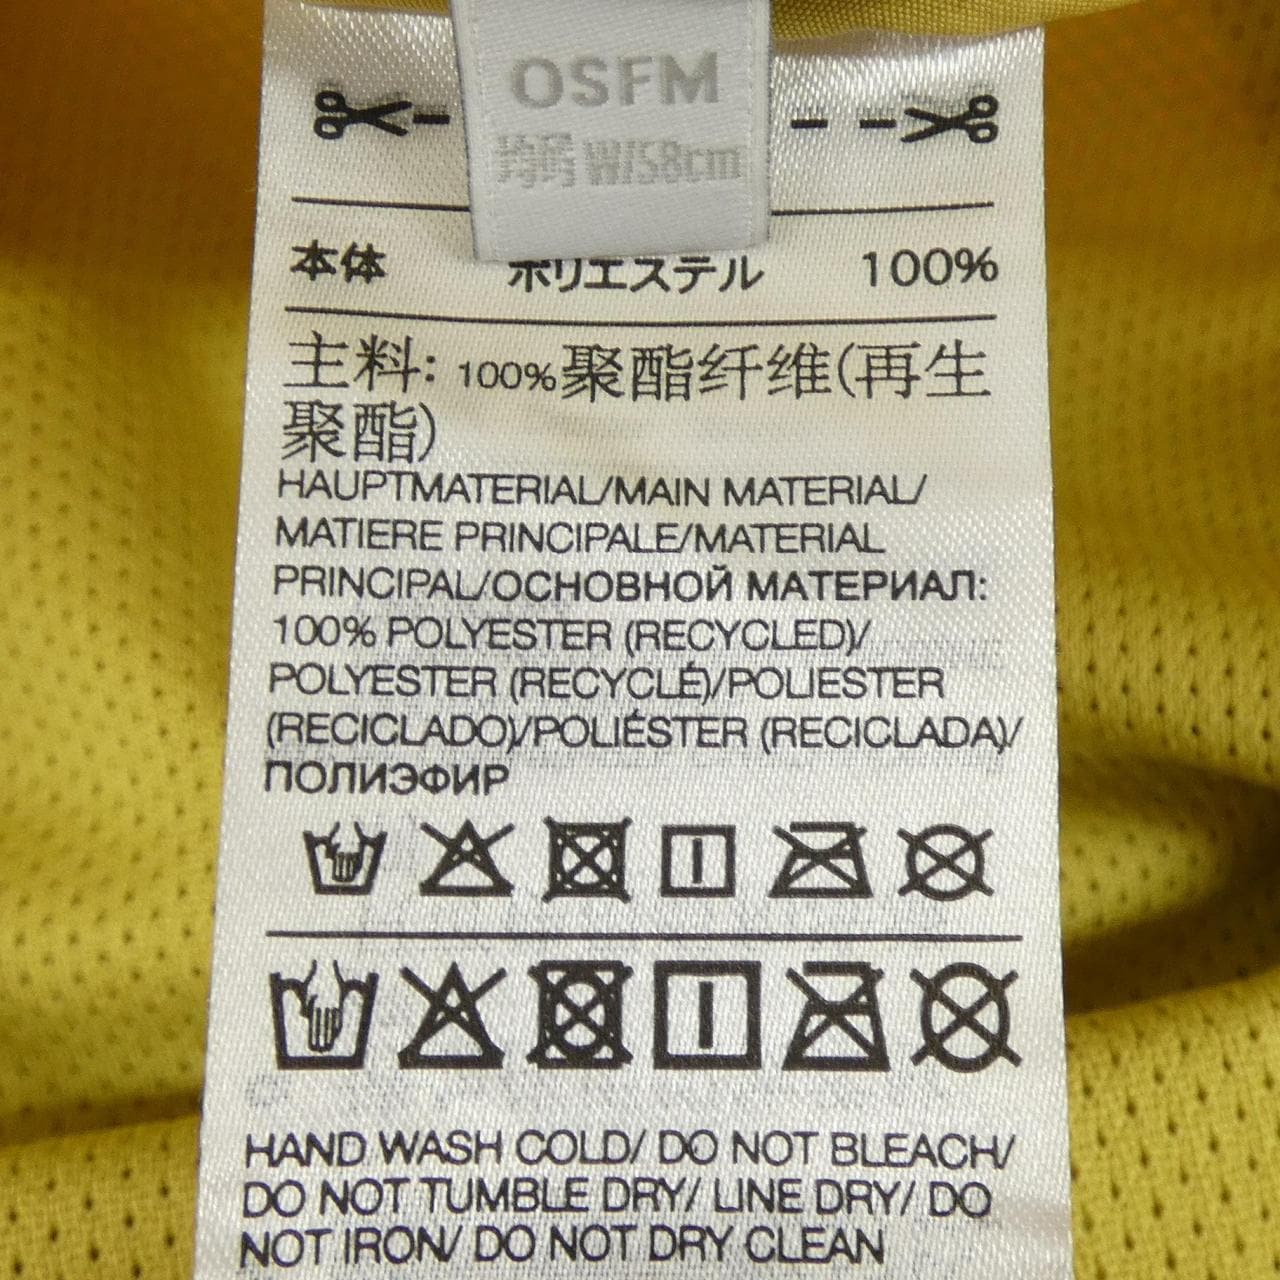 OSFM
均码 W/58cm
本体 ポリエステル 100%
主料: 100%聚酯纤维(再生
聚酯)
HAUPTMATERIAL/MAIN MATERIAL/
MATIERE PRINCIPALE/MATERIAL
PRINCIPAL/ОСНОВНОЙ МАТЕРИАЛ:
100% POLYESTER (RECYCLED)/
POLYESTER (RECYCLÉ)/POLIESTER
(RECICLADO)/POLIÉSTER (RECICLADA)/
ПОЛИЭФИР
HAND WASH COLD/ DO NOT BLEACH/
DO NOT TUMBLE DRY/ LINE DRY/ DO
NOT IRON/ DO NOT DRY CLEAN